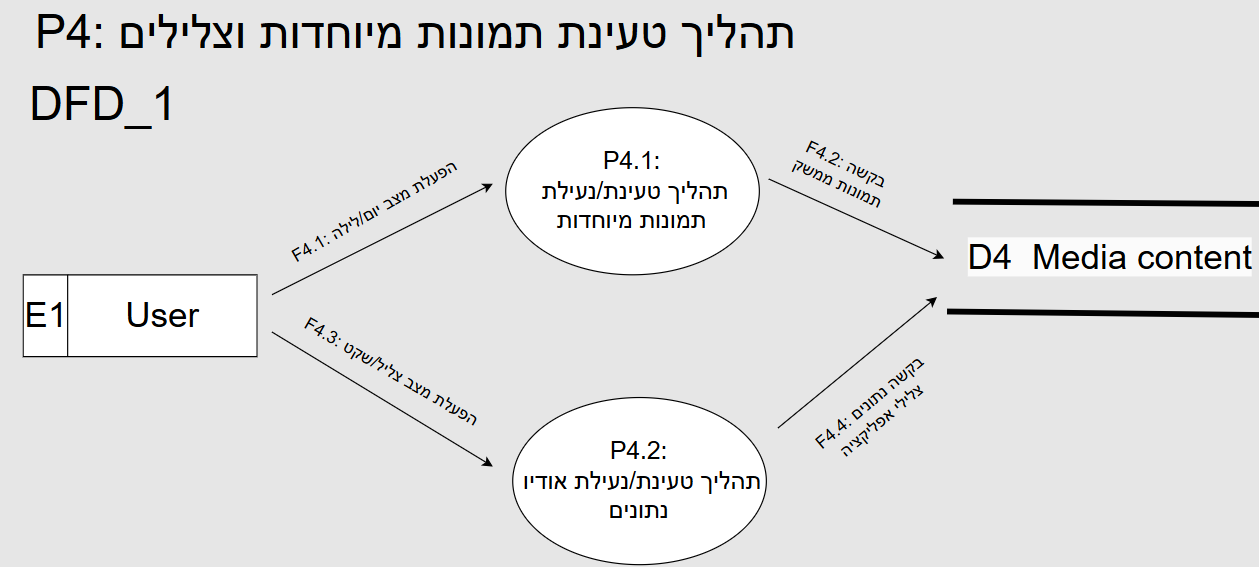 P4: תהליך טעינת תמונות מיוחדות וצלילים
DFD_1
P4.1:
תהליך טעינת/נעילת
תמונות מיוחדות
F4.1: הפעלת מצב יום/לילה
F4.2: בקשה
תמונות ממשק
D4 Media content
E1 User
F4.3: הפעלת מצב צליל/שקט
F4.4: בקשה נתונים
צלילי אפליקציה
P4.2:
תהליך טעינת/נעילת אודיו
נתונים